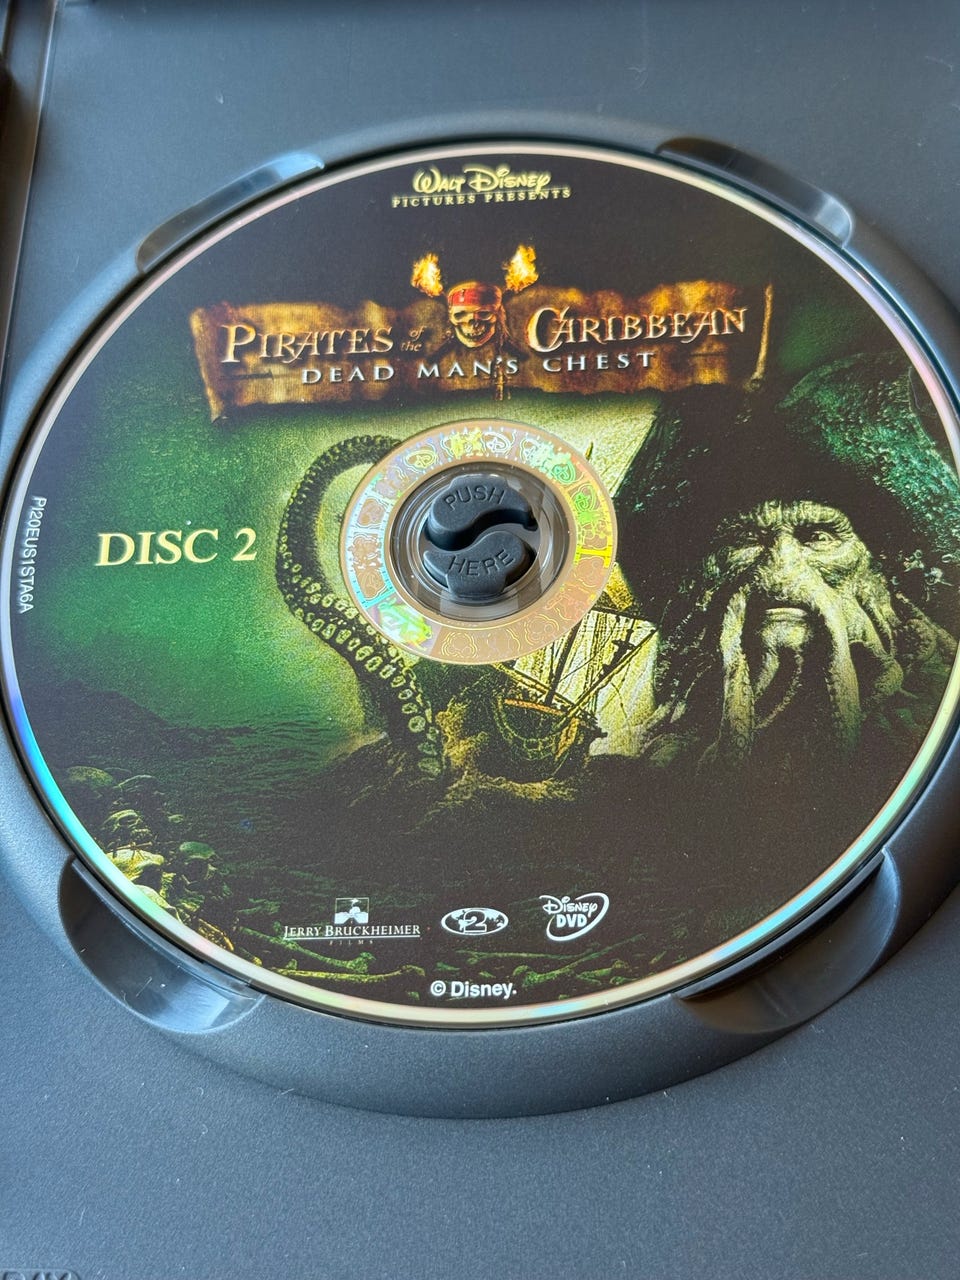 WALT DISNEY
PICTURES PRESENTS
PIRATES of the CARIBBEAN
DEAD MAN'S CHEST
PUSH
HERE
DISC 2
PI20EUS1STA6A
JERRY BRUCKHEIMER
FILMS
2
DISNEY
DVD
© Disney.